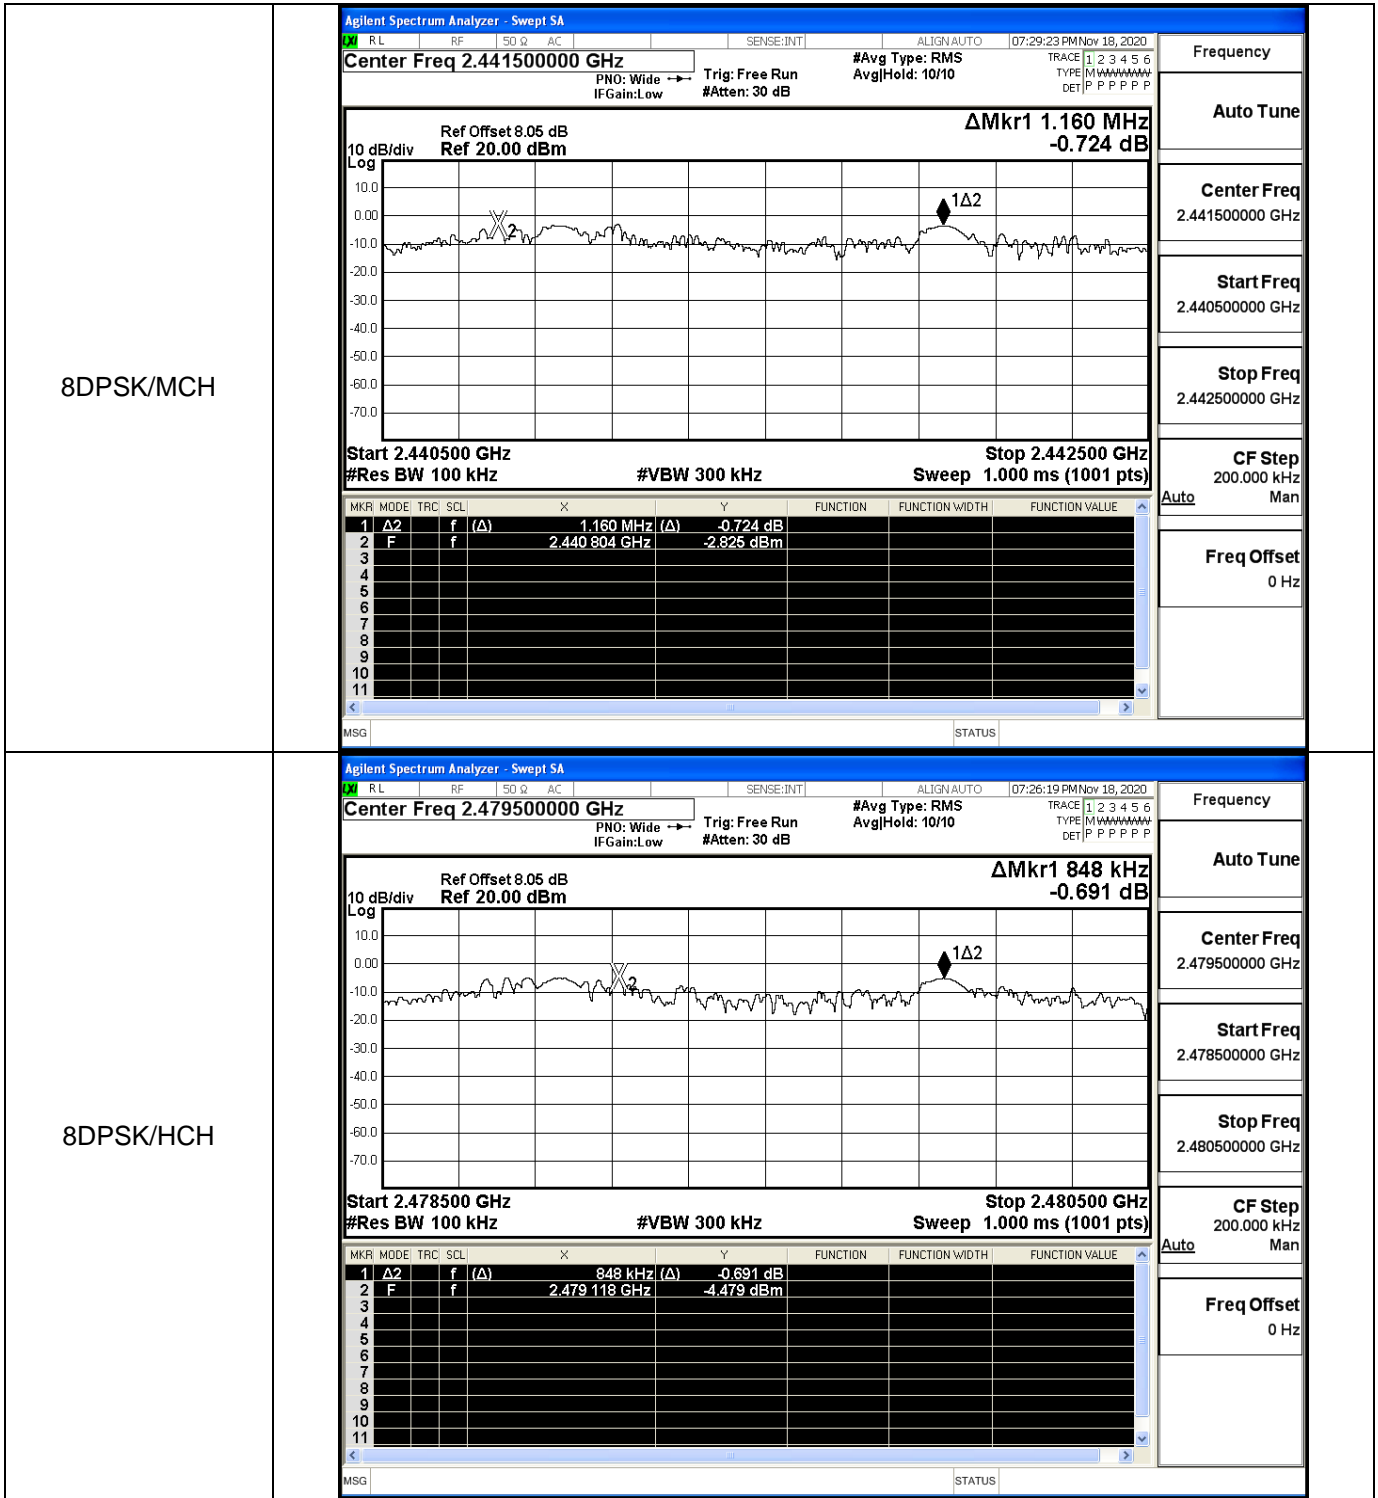 8DPSK/MCH
Agilent Spectrum Analyzer - Swept SA
LXI RL RF 50 Ω AC SENSE:INT ALIGN AUTO 07:29:23 PM Nov 18, 2020
Center Freq 2.441500000 GHz
PNO: Wide
IFGain:Low
Trig: Free Run
#Atten: 30 dB
#Avg Type: RMS
Avg|Hold: 10/10
TRACE 1 2 3 4 5 6
TYPE M WWWWW
DET P P P P P P
ΔMkr1 1.160 MHz
-0.724 dB
Ref Offset 8.05 dB
10 dB/div Ref 20.00 dBm
Log
10.0
0.00
-10.0
-20.0
-30.0
-40.0
-50.0
-60.0
-70.0
2
1Δ2
Start 2.440500 GHz Stop 2.442500 GHz
#Res BW 100 kHz #VBW 300 kHz Sweep 1.000 ms (1001 pts)
MKR MODE TRC SCL X Y FUNCTION FUNCTION WIDTH FUNCTION VALUE
1 Δ2 f (Δ) 1.160 MHz (Δ) -0.724 dB
2 F f 2.440 804 GHz -2.825 dBm
3
4
5
6
7
8
9
10
11
MSG STATUS
Frequency
Auto Tune
Center Freq
2.441500000 GHz
Start Freq
2.440500000 GHz
Stop Freq
2.442500000 GHz
CF Step
200.000 kHz
Auto Man
Freq Offset
0 Hz
8DPSK/HCH
Agilent Spectrum Analyzer - Swept SA
LXI RL RF 50 Ω AC SENSE:INT ALIGN AUTO 07:26:19 PM Nov 18, 2020
Center Freq 2.479500000 GHz
PNO: Wide
IFGain:Low
Trig: Free Run
#Atten: 30 dB
#Avg Type: RMS
Avg|Hold: 10/10
TRACE 1 2 3 4 5 6
TYPE M WWWWW
DET P P P P P P
ΔMkr1 848 kHz
-0.691 dB
Ref Offset 8.05 dB
10 dB/div Ref 20.00 dBm
Log
10.0
0.00
-10.0
-20.0
-30.0
-40.0
-50.0
-60.0
-70.0
2
1Δ2
Start 2.478500 GHz Stop 2.480500 GHz
#Res BW 100 kHz #VBW 300 kHz Sweep 1.000 ms (1001 pts)
MKR MODE TRC SCL X Y FUNCTION FUNCTION WIDTH FUNCTION VALUE
1 Δ2 f (Δ) 848 kHz (Δ) -0.691 dB
2 F f 2.479 118 GHz -4.479 dBm
3
4
5
6
7
8
9
10
11
MSG STATUS
Frequency
Auto Tune
Center Freq
2.479500000 GHz
Start Freq
2.478500000 GHz
Stop Freq
2.480500000 GHz
CF Step
200.000 kHz
Auto Man
Freq Offset
0 Hz